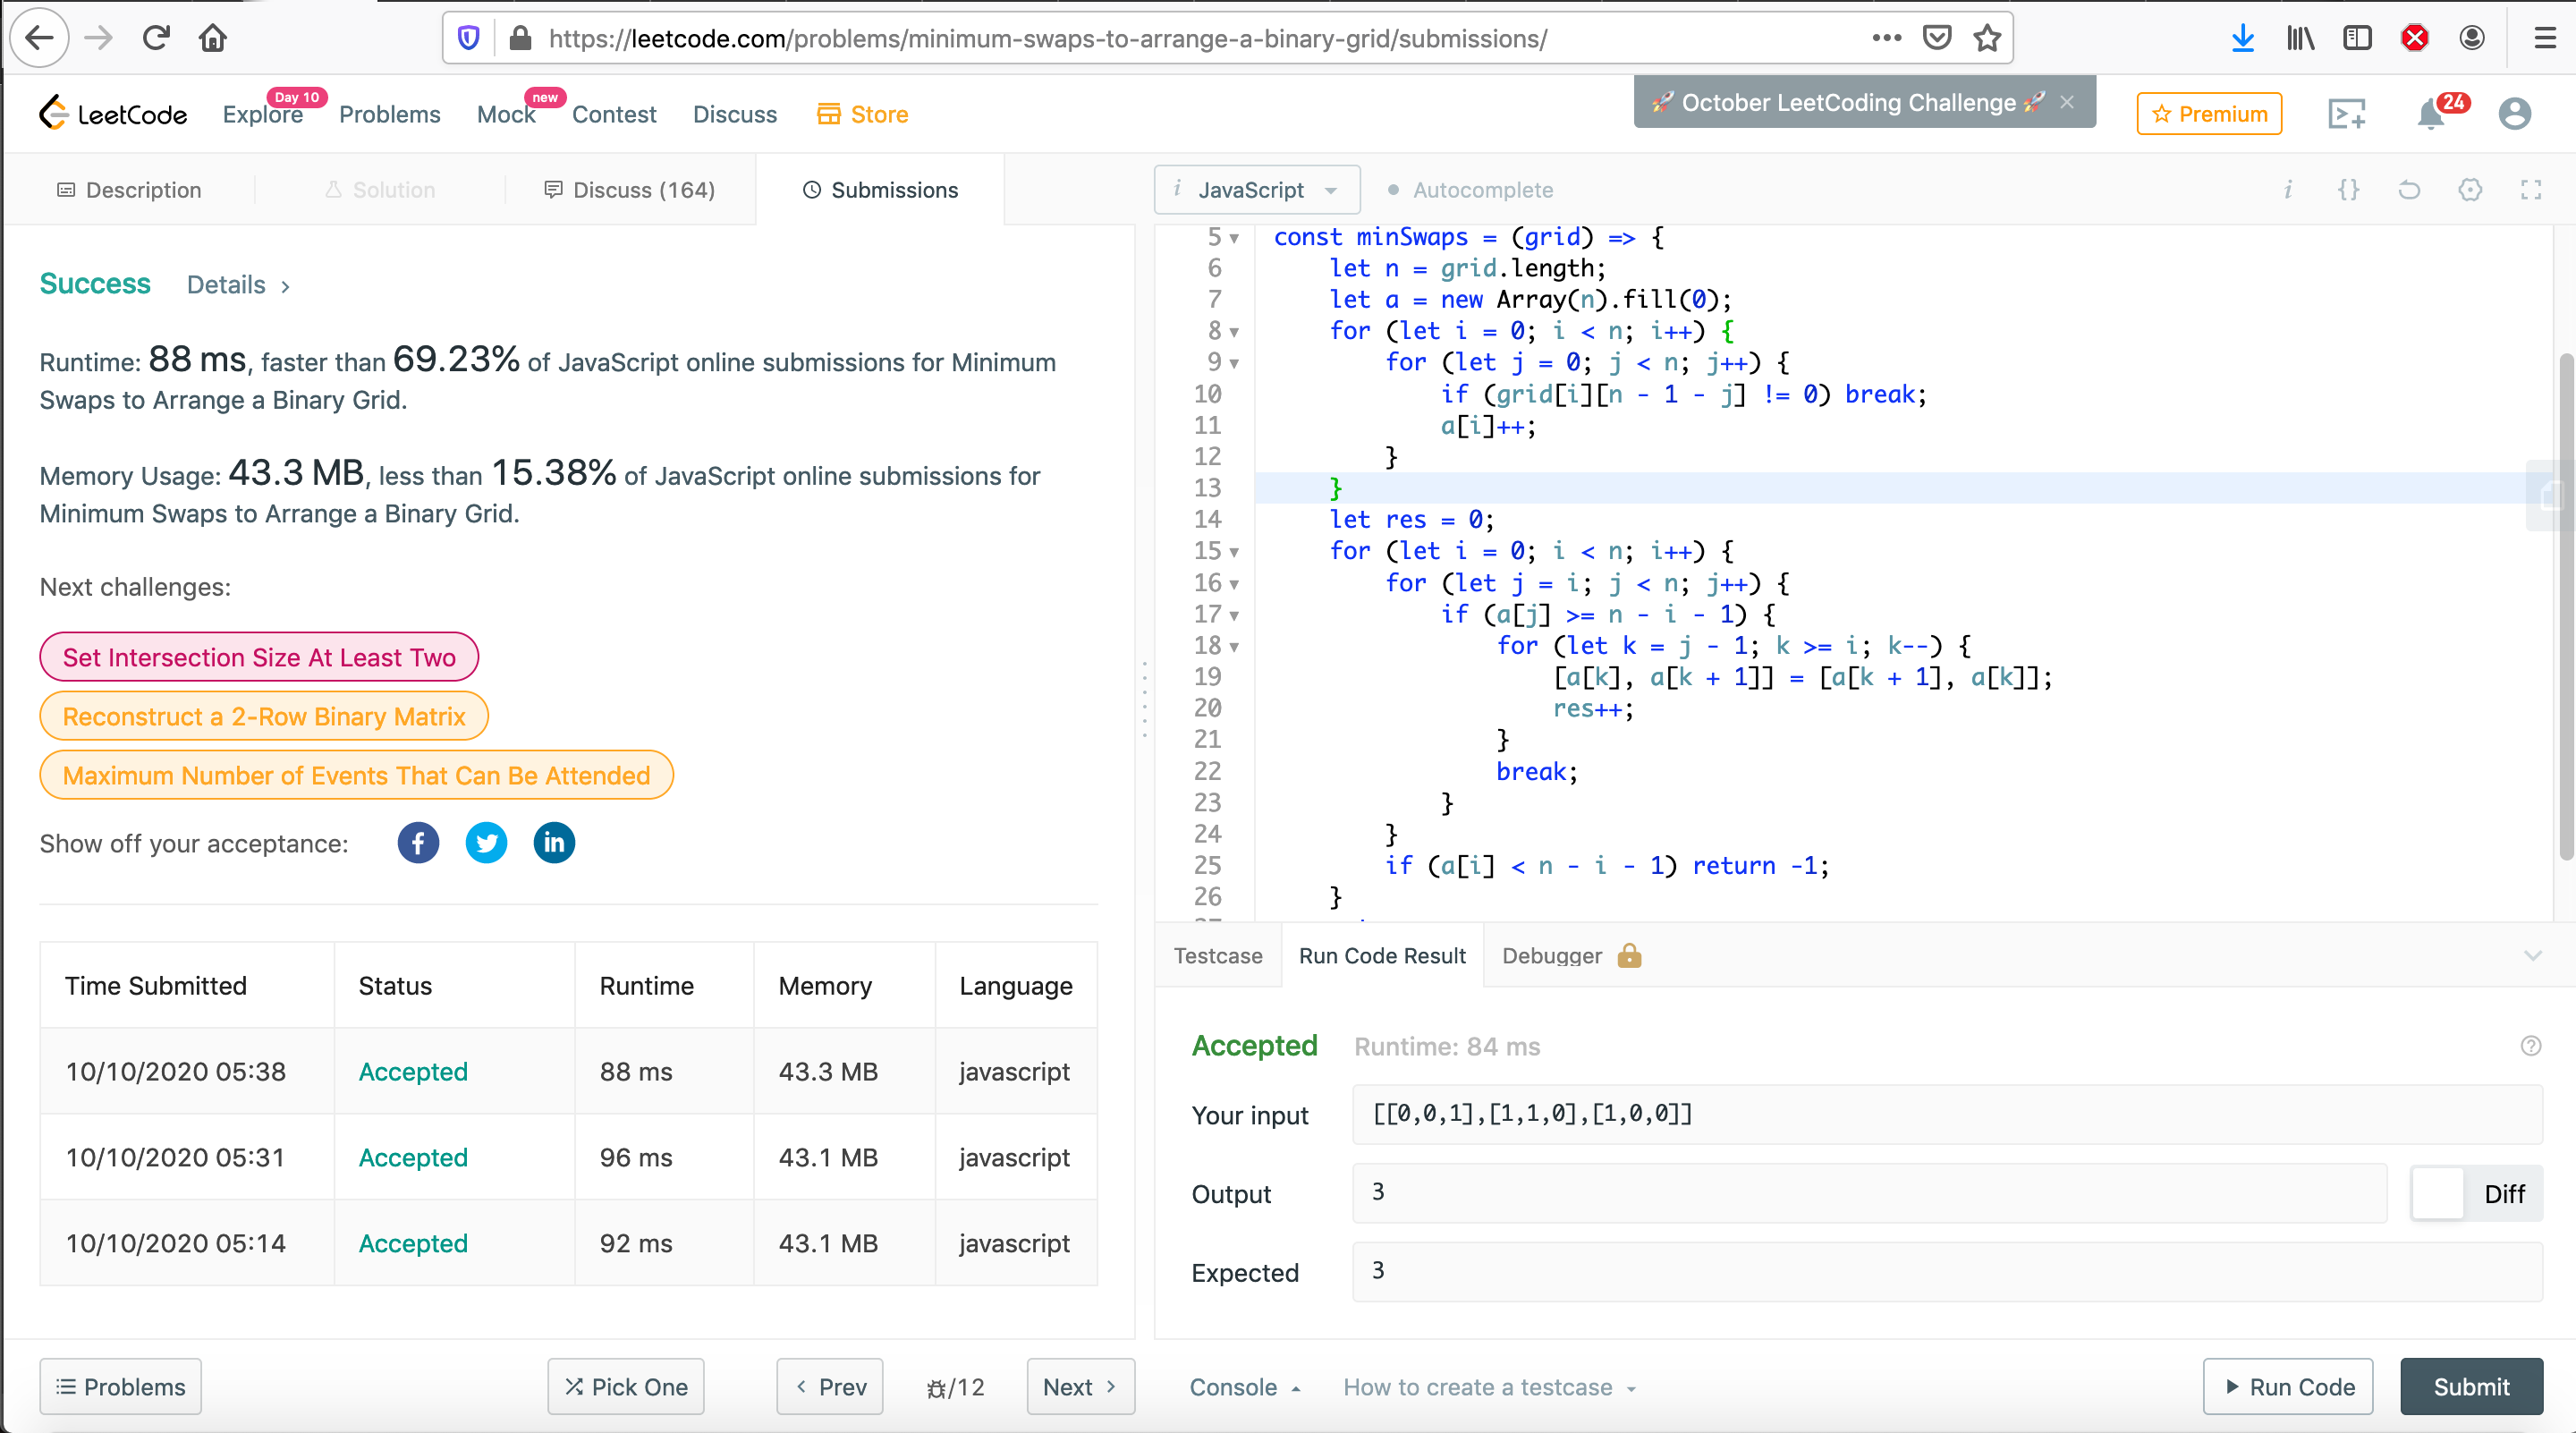 https://leetcode.com/problems/minimum-swaps-to-arrange-a-binary-grid/submissions/
LeetCode
Explore
Day 10
Problems
Mock
new
Contest
Discuss
Store
🚀 October LeetCoding Challenge 🚀 ×
Premium
24
Description
Solution
Discuss (164)
Submissions
i JavaScript
Autocomplete
i {}
Success Details >
Runtime: 88 ms, faster than 69.23% of JavaScript online submissions for Minimum
Swaps to Arrange a Binary Grid.
Memory Usage: 43.3 MB, less than 15.38% of JavaScript online submissions for
Minimum Swaps to Arrange a Binary Grid.
Next challenges:
Set Intersection Size At Least Two
Reconstruct a 2-Row Binary Matrix
Maximum Number of Events That Can Be Attended
Show off your acceptance:
Time Submitted Status Runtime Memory Language
10/10/2020 05:38 Accepted 88 ms 43.3 MB javascript
10/10/2020 05:31 Accepted 96 ms 43.1 MB javascript
10/10/2020 05:14 Accepted 92 ms 43.1 MB javascript
5 const minSwaps = (grid) => {
6 let n = grid.length;
7 let a = new Array(n).fill(0);
8 for (let i = 0; i < n; i++) {
9 for (let j = 0; j < n; j++) {
10 if (grid[i][n - 1 - j] != 0) break;
11 a[i]++;
12 }
13 }
14 let res = 0;
15 for (let i = 0; i < n; i++) {
16 for (let j = i; j < n; j++) {
17 if (a[j] >= n - i - 1) {
18 for (let k = j - 1; k >= i; k--) {
19 [a[k], a[k + 1]] = [a[k + 1], a[k]];
20 res++;
21 }
22 break;
23 }
24 }
25 if (a[i] < n - i - 1) return -1;
26 }
Testcase
Run Code Result
Debugger
Accepted Runtime: 84 ms
Your input [[0,0,1],[1,1,0],[1,0,0]]
Output 3
Diff
Expected 3
Problems
Pick One
< Prev
/12
Next >
Console
How to create a testcase
Run Code
Submit